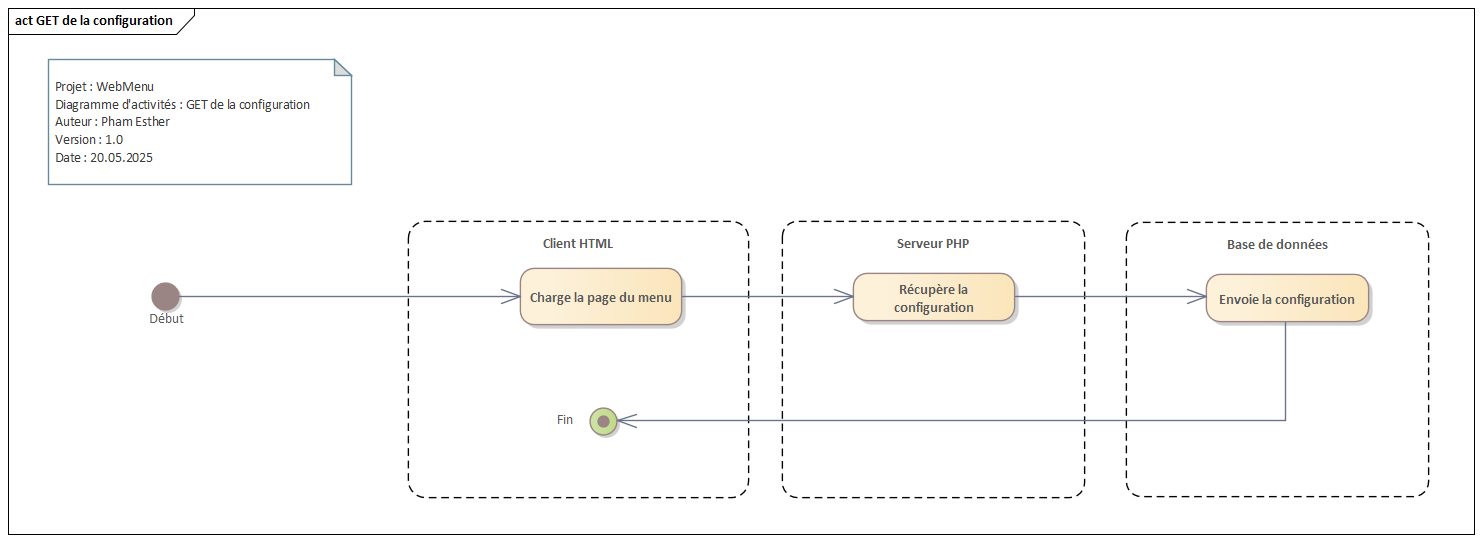 act GET de la configuration
Projet : WebMenu
Diagramme d'activités : GET de la configuration
Auteur : Pham Esther
Version : 1.0
Date : 20.05.2025
Client HTML
Serveur PHP
Base de données
Début
Charge la page du menu
Récupère la
configuration
Envoie la configuration
Fin